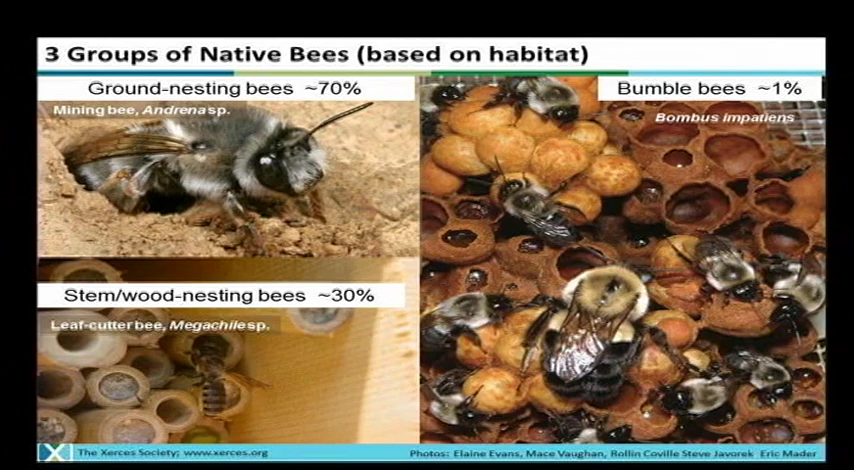 3 Groups of Native Bees (based on habitat)
Ground-nesting bees ~70%
Mining bee, Andrena sp.
Bumble bees ~1%
Bombus impatiens
Stem/wood-nesting bees ~30%
Leaf-cutter bee, Megachile sp.
X The Xerces Society; www.xerces.org
Photos: Elaine Evans, Mace Vaughan, Rollin Coville Steve Javorek Eric Mader